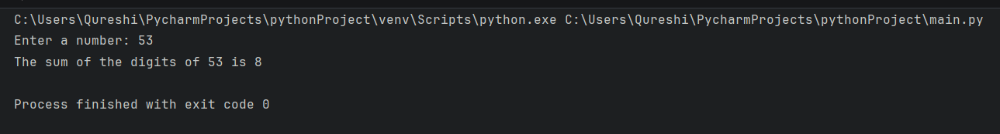 C:\Users\Qureshi\PycharmProjects\pythonProject\venv\Scripts\python.exe C:\Users\Qureshi\PycharmProjects\pythonProject\main.py
Enter a number: 53
The sum of the digits of 53 is 8
Process finished with exit code 0